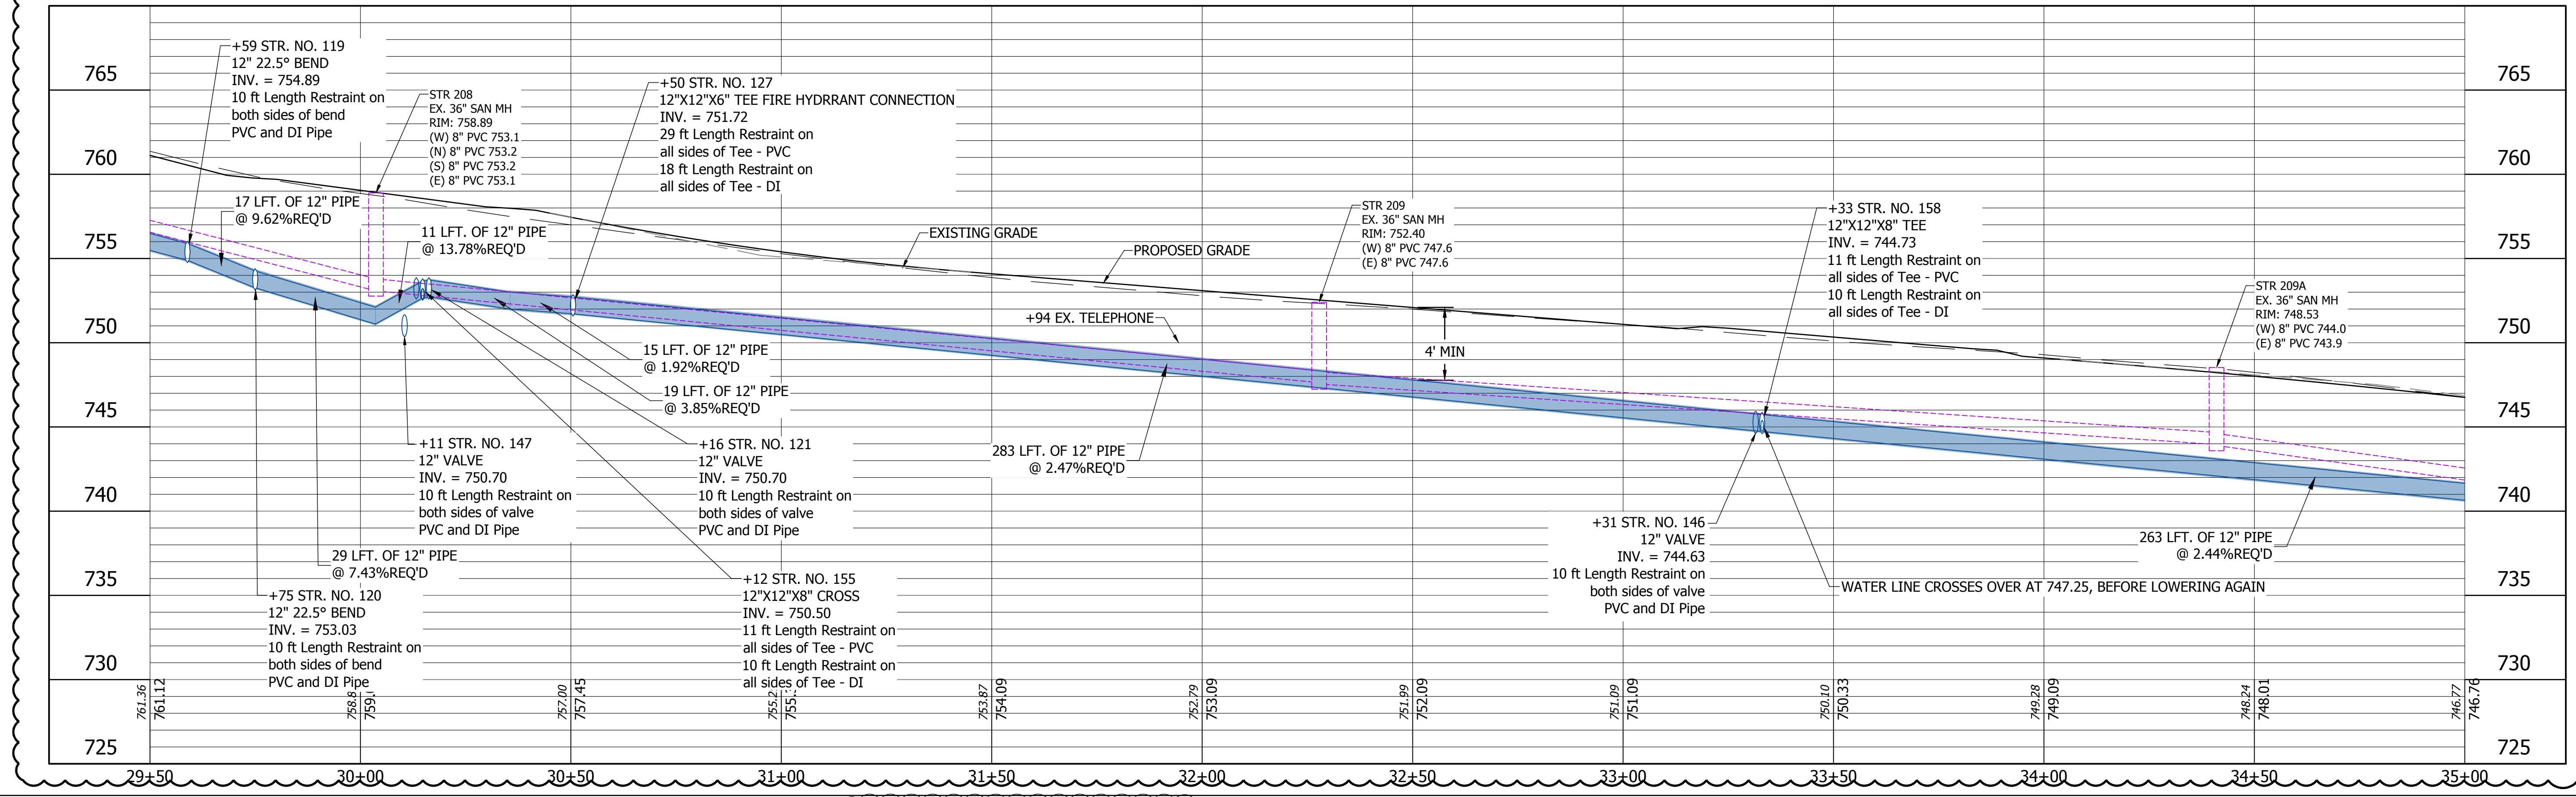 765
760
755
750
745
740
735
730
725
+59 STR. NO. 119
12" 22.5° BEND
INV. = 754.89
10 ft Length Restraint on
both sides of bend
PVC and DI Pipe
STR 208
EX. 36" SAN MH
RIM: 758.89
(W) 8" PVC 753.1
(N) 8" PVC 753.2
(S) 8" PVC 753.2
(E) 8" PVC 753.1
+50 STR. NO. 127
12"X12"X6" TEE FIRE HYDRRANT CONNECTION
INV. = 751.72
29 ft Length Restraint on
all sides of Tee - PVC
18 ft Length Restraint on
all sides of Tee - DI
17 LFT. OF 12" PIPE
@ 9.62%REQ'D
11 LFT. OF 12" PIPE
@ 13.78%REQ'D
EXISTING GRADE
PROPOSED GRADE
STR 209
EX. 36" SAN MH
RIM: 752.40
(W) 8" PVC 747.6
(E) 8" PVC 747.6
+33 STR. NO. 158
12"X12"X8" TEE
INV. = 744.73
11 ft Length Restraint on
all sides of Tee - PVC
10 ft Length Restraint on
all sides of Tee - DI
STR 209A
EX. 36" SAN MH
RIM: 748.53
(W) 8" PVC 744.0
(E) 8" PVC 743.9
+94 EX. TELEPHONE
4' MIN
15 LFT. OF 12" PIPE
@ 1.92%REQ'D
19 LFT. OF 12" PIPE
@ 3.85%REQ'D
+11 STR. NO. 147
12" VALVE
INV. = 750.70
10 ft Length Restraint on
both sides of valve
PVC and DI Pipe
+16 STR. NO. 121
12" VALVE
INV. = 750.70
10 ft Length Restraint on
both sides of valve
PVC and DI Pipe
283 LFT. OF 12" PIPE
@ 2.47%REQ'D
+31 STR. NO. 146
12" VALVE
INV. = 744.63
10 ft Length Restraint on
both sides of valve
PVC and DI Pipe
263 LFT. OF 12" PIPE
@ 2.44%REQ'D
29 LFT. OF 12" PIPE
@ 7.43%REQ'D
+75 STR. NO. 120
12" 22.5° BEND
INV. = 753.03
10 ft Length Restraint on
both sides of bend
PVC and DI Pipe
+12 STR. NO. 155
12"X12"X8" CROSS
INV. = 750.50
11 ft Length Restraint on
all sides of Tee - PVC
10 ft Length Restraint on
all sides of Tee - DI
WATER LINE CROSSES OVER AT 747.25, BEFORE LOWERING AGAIN
765
760
755
750
745
740
735
730
725
761.36
761.12
757.00
757.45
753.87
754.09
752.79
753.09
751.99
752.09
751.09
751.09
750.10
750.33
749.28
749.09
748.24
748.01
746.77
746.76
29+50
30+00
30+50
31+00
31+50
32+00
32+50
33+00
33+50
34+00
34+50
35+00